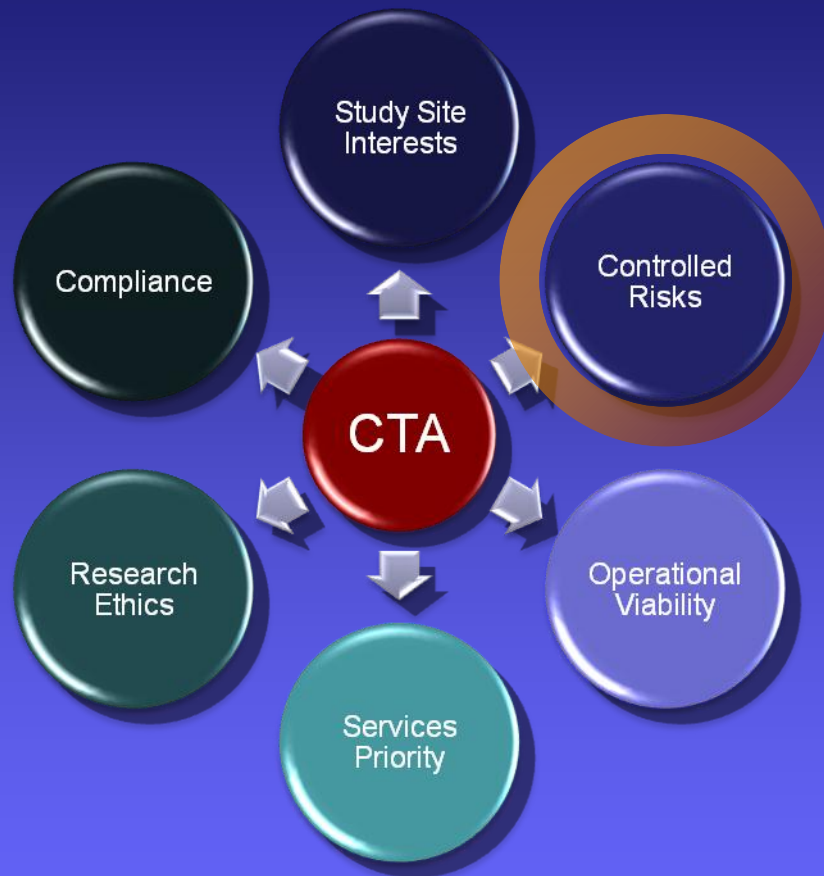 Study Site
Interests
Controlled
Risks
Compliance
CTA
Research
Ethics
Operational
Viability
Services
Priority